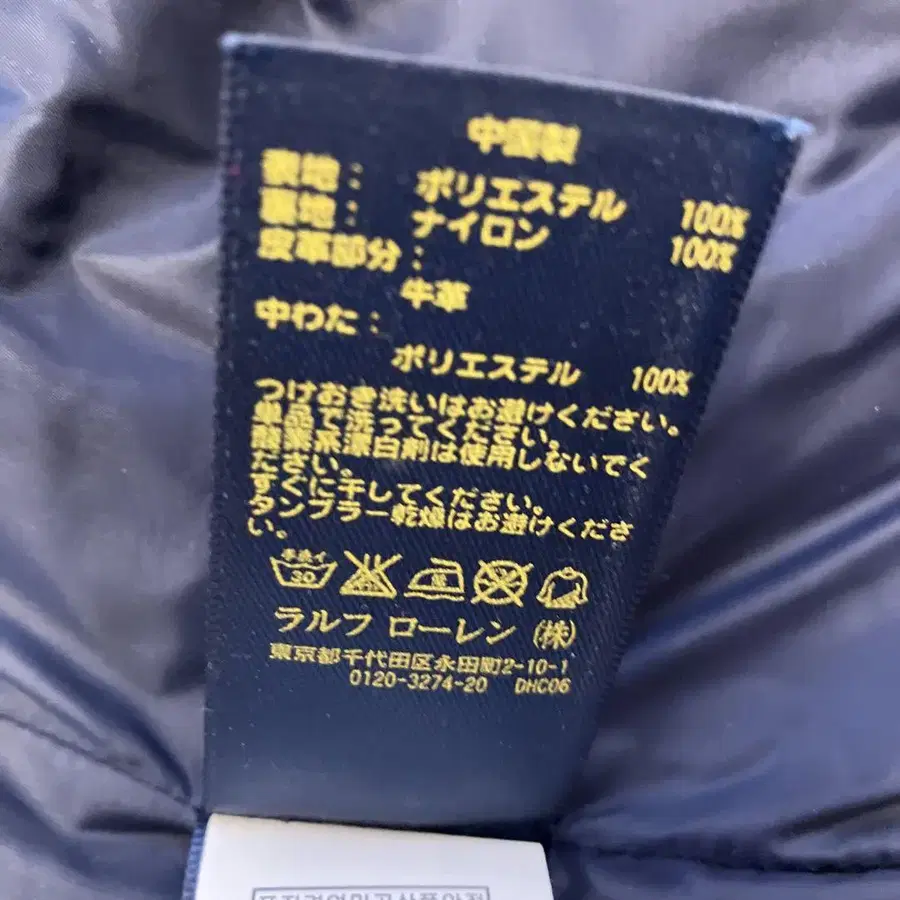 中國製
表地： ポリエステル 100%
裏地： ナイロン 100%
皮革部分：
牛革
中わた：
ポリエステル 100%
つけおき洗いはお避けください。
単品で洗ってください。
酸素系漂白剤は使用しないでく
ださい。
すぐに干してください。
タンブラー乾燥はお避けくださ
い。
手洗イ
30
ラルフ ローレン (株)
東京都千代田区永田町2-10-1
0120-3274-20 DHC06